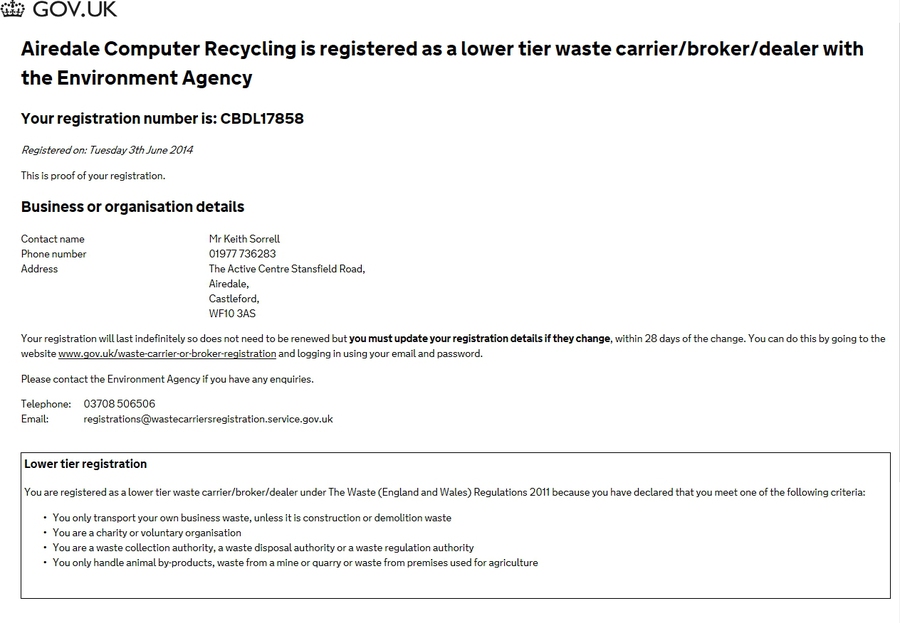 GOV.UK
Airedale Computer Recycling is registered as a lower tier waste carrier/broker/dealer with
the Environment Agency
Your registration number is: CBDL17858
Registered on: Tuesday 3th June 2014
This is proof of your registration.
Business or organisation details
Contact name Mr Keith Sorrell
Phone number 01977 736283
Address The Active Centre Stansfield Road,
Airedale,
Castleford,
WF10 3AS
Your registration will last indefinitely so does not need to be renewed but you must update your registration details if they change, within 28 days of the change. You can do this by going to the
website www.gov.uk/waste-carrier-or-broker-registration and logging in using your email and password.
Please contact the Environment Agency if you have any enquiries.
Telephone: 03708 506506
Email: registrations@wastecarriersregistration.service.gov.uk
Lower tier registration
You are registered as a lower tier waste carrier/broker/dealer under The Waste (England and Wales) Regulations 2011 because you have declared that you meet one of the following criteria:
• You only transport your own business waste, unless it is construction or demolition waste
• You are a charity or voluntary organisation
• You are a waste collection authority, a waste disposal authority or a waste regulation authority
• You only handle animal by-products, waste from a mine or quarry or waste from premises used for agriculture